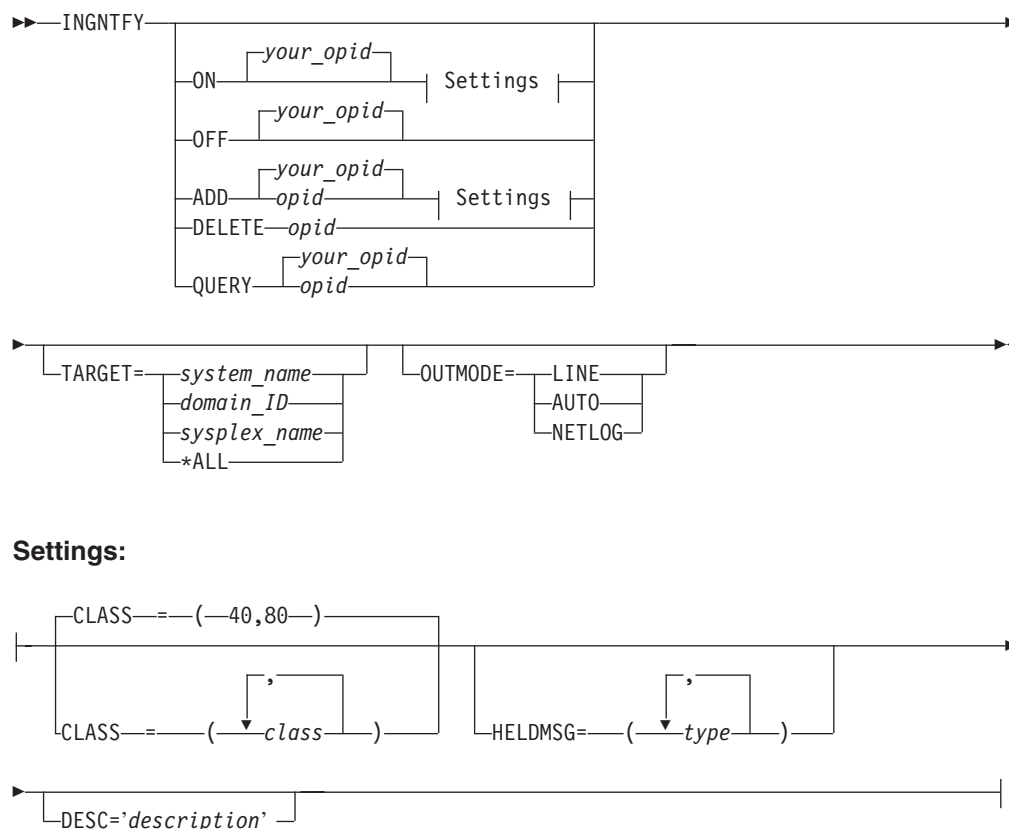 INGNTFY
your_opid
ON Settings
your_opid
OFF
your_opid
ADD opid Settings
DELETE opid
your_opid
QUERY opid
TARGET= system_name OUTMODE= LINE
domain_ID AUTO
sysplex_name NETLOG
*ALL
Settings:
CLASS = ( 40,80 )
, ,
CLASS = ( class ) HELDMSG= ( type )
DESC='description'